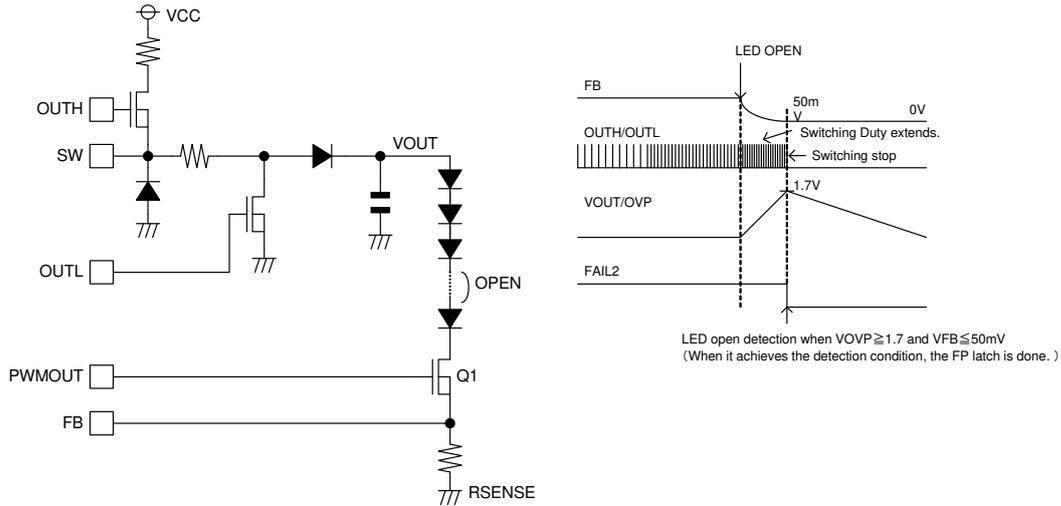 VCC
OUTH
SW
VOUT
OUTL
OPEN
PWMOUT
Q1
FB
RSENSE
LED OPEN
FB
50m
V
0V
OUTH/OUTL
Switching Duty extends.
Switching stop
1.7V
VOUT/OVP
FAIL2
LED open detection when VOVP≧1.7 and VFB≦50mV
(When it achieves the detection condition, the FP latch is done. )